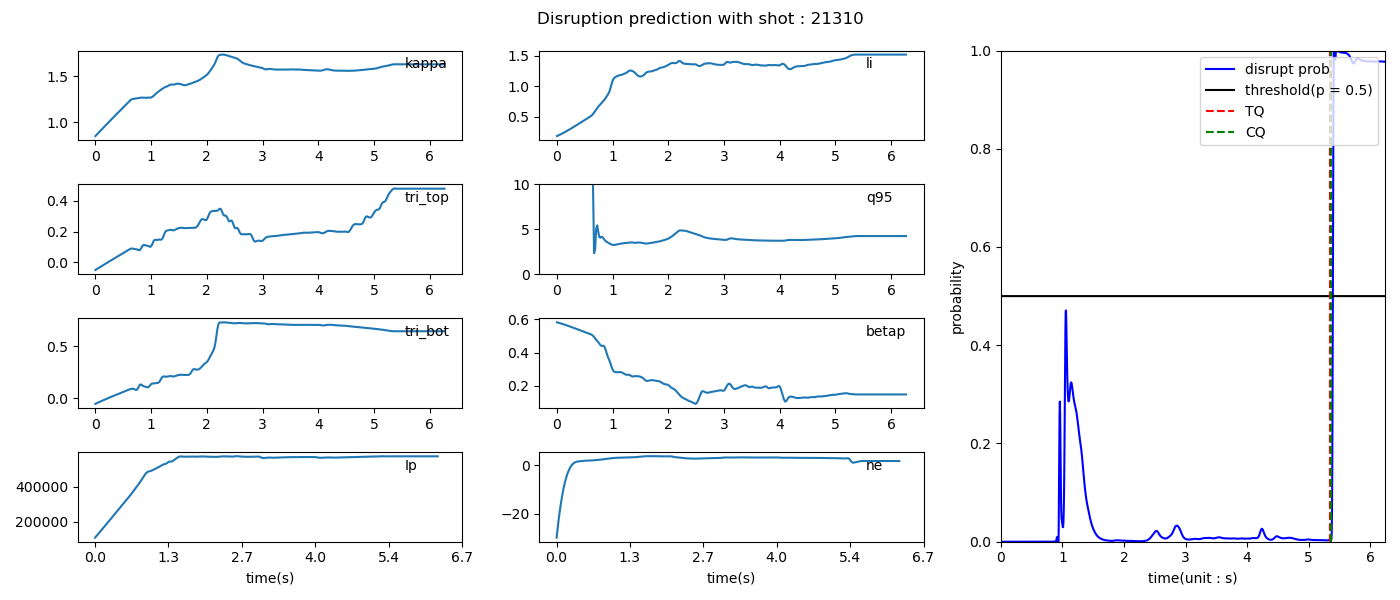 Disruption prediction with shot : 21310
kappa
1.5
1.0
0 1 2 3 4 5 6
li
1.5
1.0
0.5
0 1 2 3 4 5 6
tri_top
0.4
0.2
0.0
0 1 2 3 4 5 6
q95
10
5
0
0 1 2 3 4 5 6
tri_bot
0.5
0.0
0 1 2 3 4 5 6
betap
0.6
0.4
0.2
0 1 2 3 4 5 6
Ip
400000
200000
0.0 1.3 2.7 4.0 5.4 6.7
time(s)
ne
0
−20
0.0 1.3 2.7 4.0 5.4 6.7
time(s)
disrupt prob
threshold(p = 0.5)
TQ
CQ
1.0
0.8
0.6
0.4
0.2
0.0
probability
0 1 2 3 4 5 6
time(unit : s)